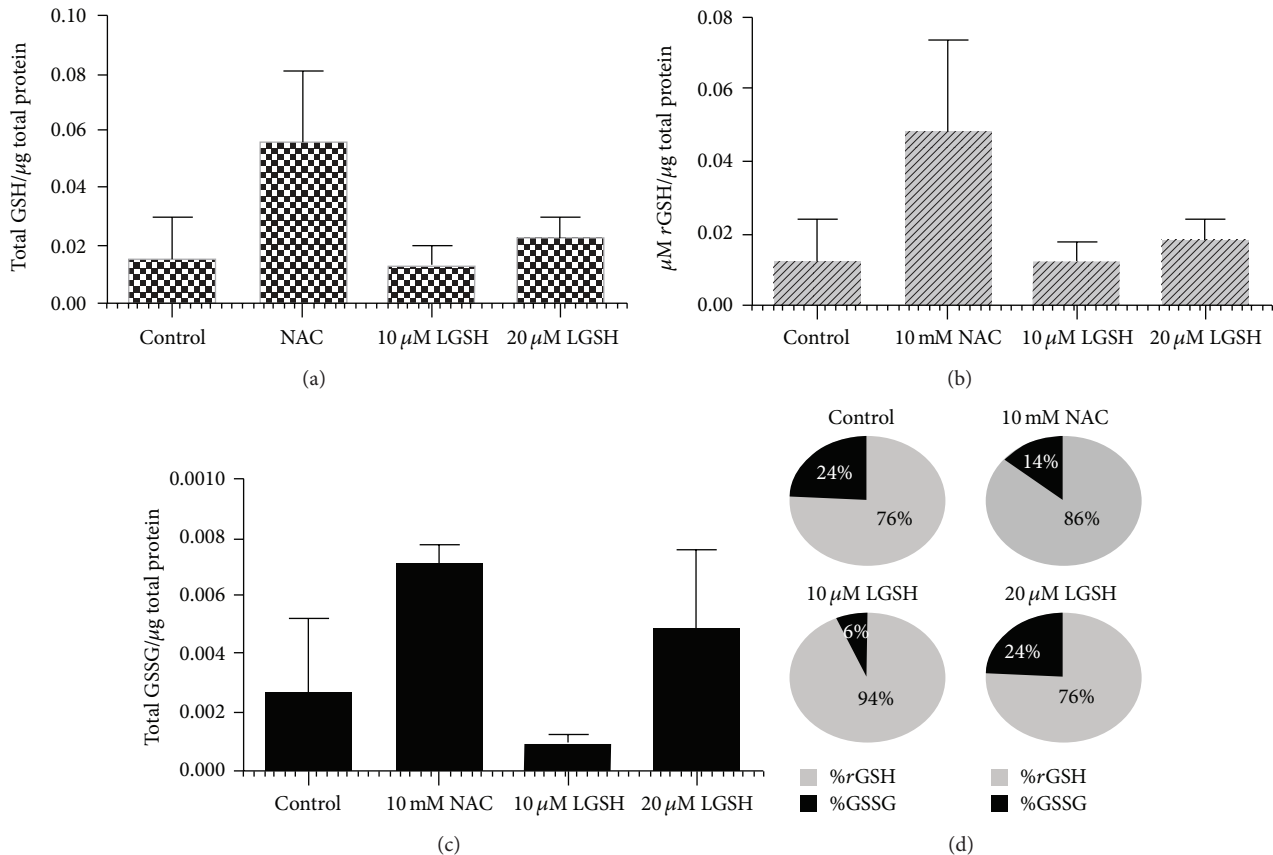 0.10
0.08
0.06
0.04
0.02
0.00
Total GSH/μg total protein
Control NAC 10 μM LGSH 20 μM LGSH
(a)
0.08
0.06
0.04
0.02
0.00
μM rGSH/μg total protein
Control 10 mM NAC 10 μM LGSH 20 μM LGSH
(b)
0.0010
0.008
0.006
0.004
0.002
0.000
Total GSSG/μg total protein
Control 10 mM NAC 10 μM LGSH 20 μM LGSH
(c)
Control 10 mM NAC
24% 14%
76% 86%
10 μM LGSH 20 μM LGSH
6% 24%
94% 76%
%rGSH %rGSH
%GSSG %GSSG
(d)